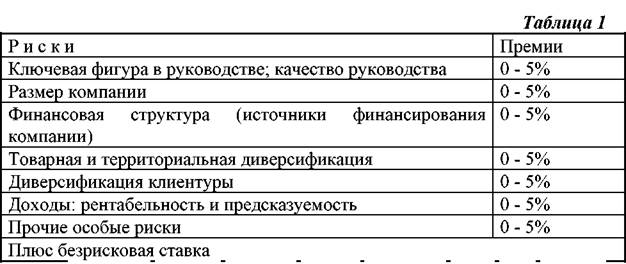 Таблица 1
Р и с к и Премии
Ключевая фигура в руководстве; качество руководства 0 - 5%
Размер компании 0 - 5%
Финансовая структура (источники финансирования 0 - 5%
компании)
Товарная и территориальная диверсификация 0 - 5%
Диверсификация клиентуры 0 - 5%
Доходы: рентабельность и предсказуемость 0 - 5%
Прочие особые риски 0 - 5%
Плюс безрисковая ставка